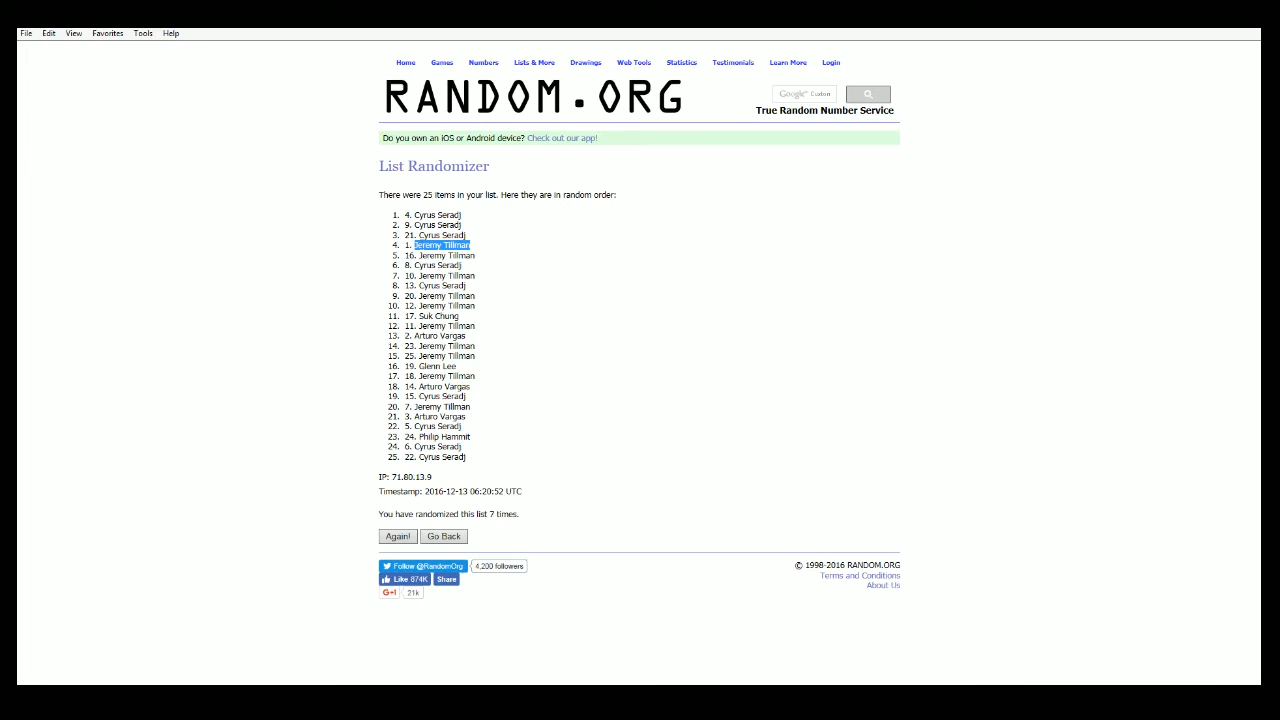 File Edit View Favorites Tools Help
Home Games Numbers Lists & More Drawings Web Tools Statistics Testimonials Learn More Login
RANDOM.ORG
Google™ Custom
True Random Number Service
Do you own an iOS or Android device? Check out our app!
List Randomizer
There were 25 items in your list. Here they are in random order:
1. 4. Cyrus Seradj
2. 9. Cyrus Seradj
3. 21. Cyrus Seradj
4. 1. Jeremy Tillman
5. 16. Jeremy Tillman
6. 8. Cyrus Seradj
7. 10. Jeremy Tillman
8. 13. Cyrus Seradj
9. 20. Jeremy Tillman
10. 12. Jeremy Tillman
11. 17. Suk Chung
12. 11. Jeremy Tillman
13. 2. Arturo Vargas
14. 23. Jeremy Tillman
15. 25. Jeremy Tillman
16. 19. Glenn Lee
17. 18. Jeremy Tillman
18. 14. Arturo Vargas
19. 15. Cyrus Seradj
20. 7. Jeremy Tillman
21. 3. Arturo Vargas
22. 5. Cyrus Seradj
23. 24. Philip Hammit
24. 6. Cyrus Seradj
25. 22. Cyrus Seradj
IP: 71.80.13.9
Timestamp: 2016-12-13 06:20:52 UTC
You have randomized this list 7 times.
Again! Go Back
Follow @RandomOrg 4,200 followers
Like 874K Share
G+1 21k
© 1998-2016 RANDOM.ORG
Terms and Conditions
About Us